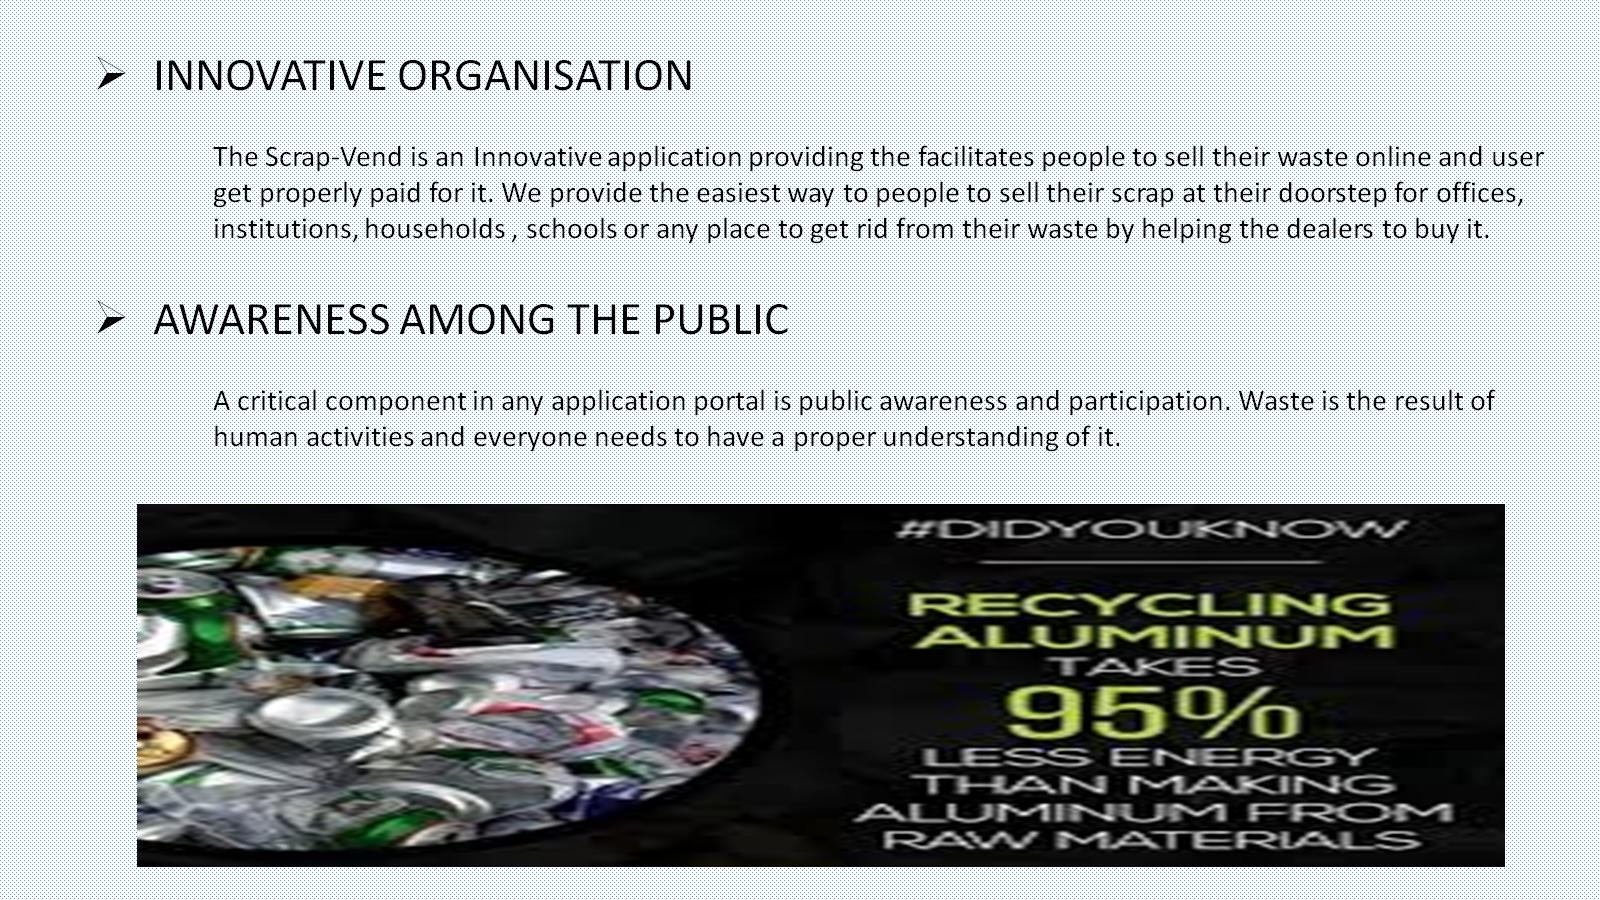 INNOVATIVE ORGANISATION
The Scrap-Vend is an Innovative application providing the facilitates people to sell their waste online and user
get properly paid for it. We provide the easiest way to people to sell their scrap at their doorstep for offices,
institutions, households , schools or any place to get rid from their waste by helping the dealers to buy it.
AWARENESS AMONG THE PUBLIC
A critical component in any application portal is public awareness and participation. Waste is the result of
human activities and everyone needs to have a proper understanding of it.
#DIDYOUKNOW
RECYCLING
ALUMINUM
TAKES
95%
LESS ENERGY
THAN MAKING
ALUMINUM FROM
RAW MATERIALS